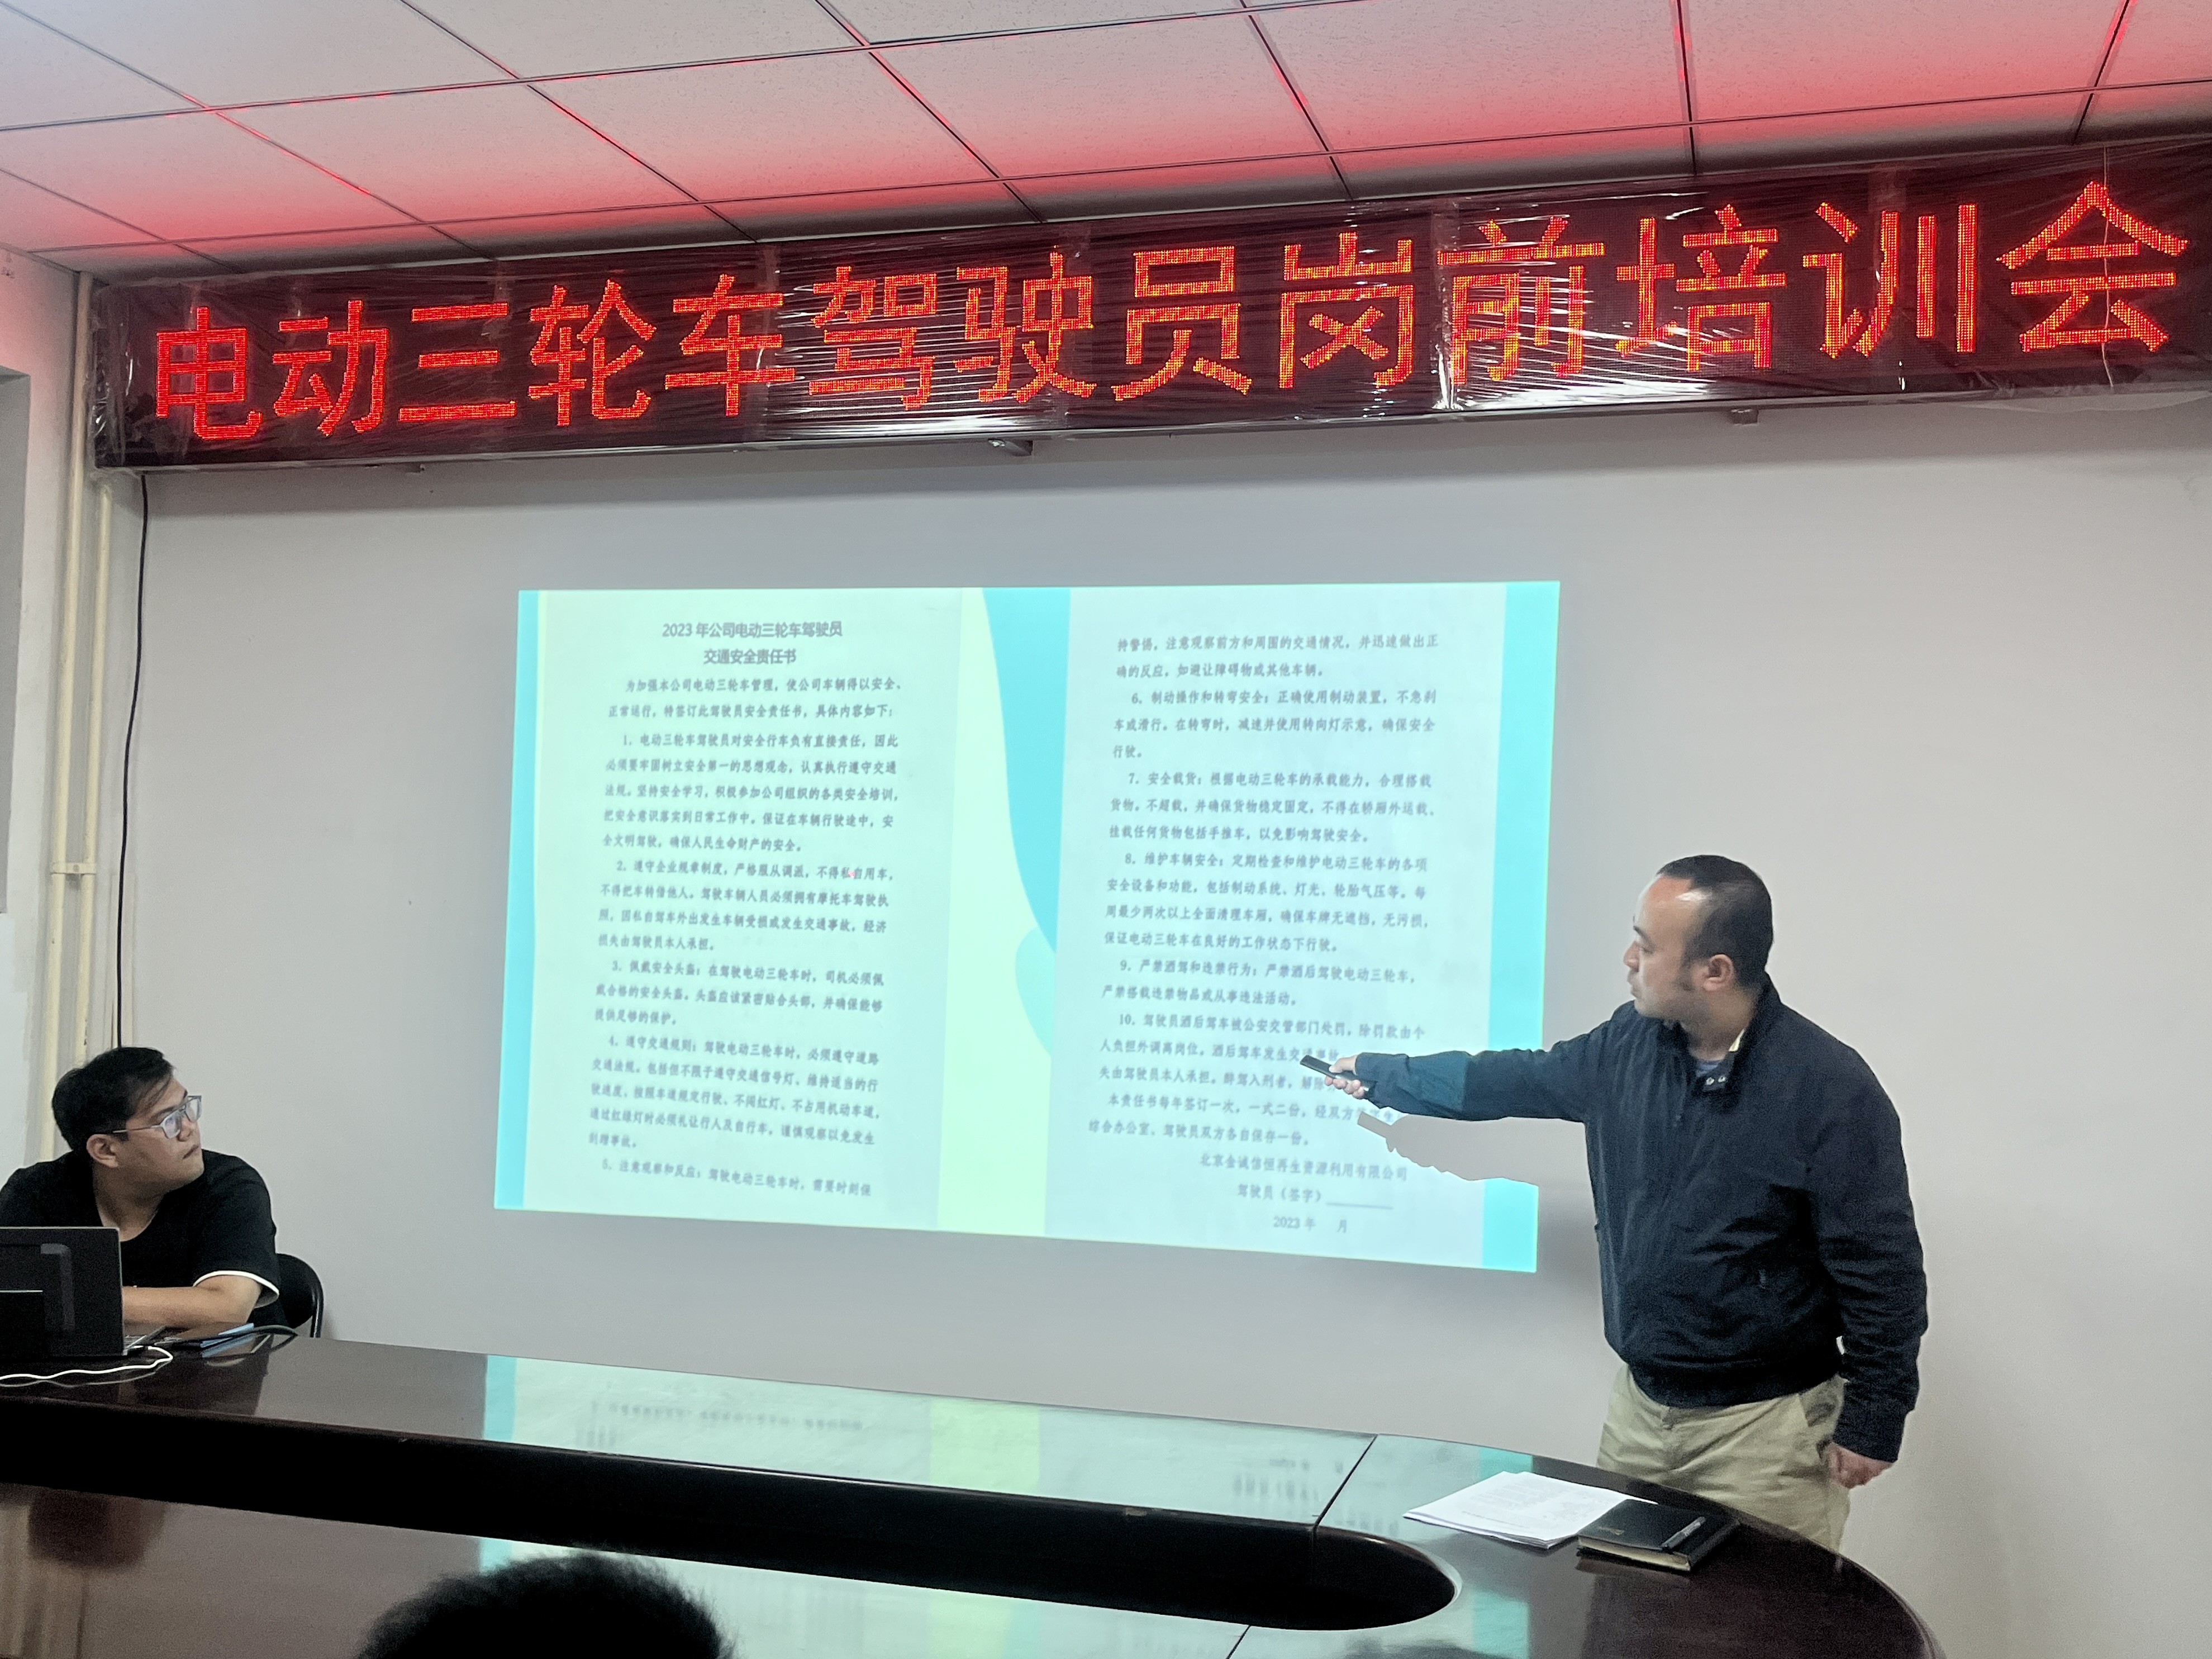 电动三轮车驾驶员岗前培训会
2023年公司电动三轮车驾驶员
交通安全责任书
为加强本公司电动三轮车管理，使公司车辆得以安全、
正常运行，特签订此驾驶员安全责任书，具体内容如下：
1、电动三轮车驾驶员对安全行车负有直接责任，因此
必须要牢固树立安全第一的思想观念，认真执行遵守交通
法规。坚持安全学习，积极参加公司组织的各类安全培训，
把安全意识落实到日常工作中。保证在车辆行驶途中，安
全文明驾驶，确保人民生命财产的安全。
2、遵守企业规章制度，严格服从调派，不得私自用车，
不得把车转借他人。驾驶车辆人员必须拥有摩托车驾驶执
照，因私自驾车外出发生车辆受损或发生交通事故，经济
损失由驾驶员本人承担。
3、佩戴安全头盔：在驾驶电动三轮车时，司机必须佩
戴合格的安全头盔。头盔应该紧密贴合头部，并确保能够
提供足够的保护。
4、遵守交通规则：驾驶电动三轮车时，必须遵守道路
交通法规。包括但不限于遵守交通信号灯、维持适当的行
驶速度、按照车道规定行驶、不闯红灯、不占用机动车道，
通过红绿灯时必须礼让行人及自行车，谨慎观察以免发生
刮蹭事故。
5、注意观察和反应：驾驶电动三轮车时，需要时刻保
持警惕，注意观察前方和周围的交通情况，并迅速做出正
确的反应，如避让障碍物或其他车辆。
6、制动操作和转弯安全：正确使用制动装置，不急刹
车或滑行。在转弯时，减速并使用转向灯示意，确保安全
行驶。
7、安全载货：根据电动三轮车的承载能力，合理搭载
货物。不超载，并确保货物稳定固定，不得在轿厢外运载、
挂载任何货物包括手推车，以免影响驾驶安全。
8、维护车辆安全：定期检查和维护电动三轮车的各项
安全设备和功能，包括制动系统、灯光、轮胎气压等。每
周最少两次以上全面清理车厢，确保车牌无遮挡，无污损，
保证电动三轮车在良好的工作状态下行驶。
9、严禁酒驾和违禁行为：严禁酒后驾驶电动三轮车，
严禁搭载违禁物品或从事违法活动。
10、驾驶员酒后驾车被公安交管部门处罚，除罚款由个
人负担外调离岗位，酒后驾车发生交通事故
失由驾驶员本人承担。醉驾入刑者，解除
本责任书每年签订一次，一式二份，经双方
综合办公室、驾驶员双方各自保存一份。
北京金诚信恒再生资源利用有限公司
驾驶员（签字）
2023年 月